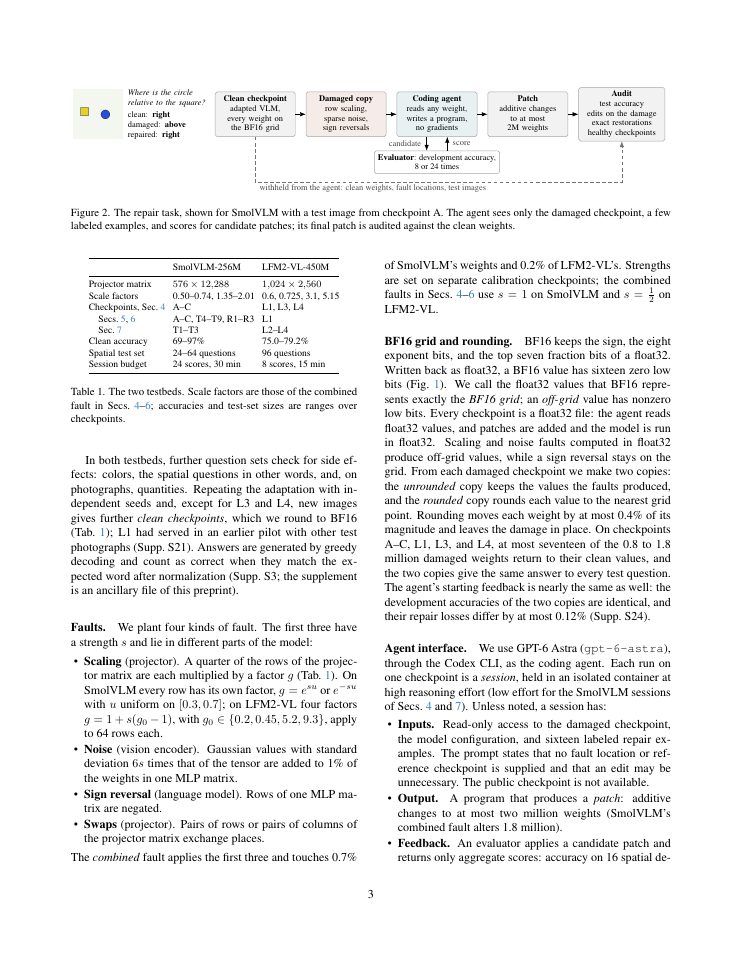 Where is the circle
relative to the square?
clean: right
damaged: above
repaired: right
Clean checkpoint
adapted VLM,
every weight on
the BF16 grid
Damaged copy
row scaling,
sparse noise,
sign reversals
Coding agent
reads any weight,
writes a program,
no gradients
Patch
additive changes
to at most
2M weights
Audit
test accuracy
edits on the damage
exact restorations
healthy checkpoints
candidate
score
Evaluator: development accuracy,
8 or 24 times
withheld from the agent: clean weights, fault locations, test images
Figure 2. The repair task, shown for SmolVLM with a test image from checkpoint A. The agent sees only the damaged checkpoint, a few
labeled examples, and scores for candidate patches; its final patch is audited against the clean weights.
SmolVLM-256M LFM2-VL-450M
Projector matrix 576 × 12,288 1,024 × 2,560
Scale factors 0.50–0.74, 1.35–2.01 0.6, 0.725, 3.1, 5.15
Checkpoints, Sec. 4 A–C L1, L3, L4
Secs. 5, 6 A–C, T4–T9, R1–R3 L1
Sec. 7 T1–T3 L2–L4
Clean accuracy 69–97% 75.0–79.2%
Spatial test set 24–64 questions 96 questions
Session budget 24 scores, 30 min 8 scores, 20 min
Table 1. The two testbeds. Scale factors are those of the combined
fault in Secs. 4–6; accuracies and test-set sizes are ranges over
checkpoints.
In both testbeds, further question sets check for side ef-
fects: colors, the spatial questions in other words, and, on
photographs, quantities. Repeating the adaptation with in-
dependent seeds and, except for L3 and L4, new images
gives further clean checkpoints, which we round to BF16
(Tab. 1); L1 had served in an earlier pilot with other test
photographs (Supp. S21). Answers are generated by greedy
decoding and count as correct when they match the ex-
pected word after normalization (Supp. S3; the supplement
is an ancillary file of this preprint).
Faults. We plant four kinds of fault. The first three have
a strength s and lie in different parts of the model:
• Scaling (projector). A quarter of the rows of the projec-
tor matrix are each multiplied by a factor g (Tab. 1). On
SmolVLM every row has its own factor, g = e^{su} or e^{−su}
with u uniform on [0.3, 0.7]; on LFM2-VL four factors
g = 1 + s(g₀ − 1), with g₀ ∈ {0.2, 0.45, 5.2, 9.3}, apply
to 64 rows each.
• Noise (vision encoder). Gaussian values with standard
deviation 6s times that of the tensor are added to 1% of
the weights in one MLP matrix.
• Sign reversal (language model). Rows of one MLP ma-
trix are negated.
• Swaps (projector). Pairs of rows or pairs of columns of
the projector matrix exchange places.
The combined fault applies the first three and touches 0.7%
of SmolVLM's weights and 0.2% of LFM2-VL's. Strengths
are set on separate calibration checkpoints; the combined
faults in Secs. 4–6 use s = 1 on SmolVLM and s = ½ on
LFM2-VL.
BF16 grid and rounding. BF16 keeps the sign, the eight
exponent bits, and the top seven fraction bits of a float32.
Written back as float32, a BF16 value has sixteen zero low
bits (Fig. 1). We call the float32 values that BF16 repre-
sents exactly the BF16 grid; an off-grid value has nonzero
low bits. Every checkpoint is a float32 file: the agent reads
float32 values, and patches are added and the model is run
in float32. Scaling and noise faults computed in float32
produce off-grid values, while a sign reversal stays on the
grid. From each damaged checkpoint we make two copies:
the unrounded copy keeps the values the faults produced,
and the rounded copy rounds each value to the nearest grid
point. Rounding moves each weight by at most 0.4% of its
magnitude and leaves the damage in place. On checkpoints
A–C, L1, L3, and L4, at most seventeen of the 0.8 to 1.8
million damaged weights return to their clean values, and
the two copies give the same answer to every test question.
The agent's starting feedback is nearly the same as well: the
development accuracies of the two copies are identical, and
their repair losses differ by at most 0.12% (Supp. S24).
Agent interface. We use GPT-6 Astra (gpt-6-astra),
through the Codex CLI, as the coding agent. Each run on
one checkpoint is a session, held in an isolated container at
high reasoning effort (low effort for the SmolVLM sessions
of Secs. 4 and 7). Unless noted, a session has:
• Inputs. Read-only access to the damaged checkpoint,
the model configuration, and sixteen labeled repair ex-
amples. The prompt states that no fault location or ref-
erence checkpoint is supplied and that an edit may be
unnecessary. The public checkpoint is not available.
• Output. A program that produces a patch: additive
changes to at most two million weights (SmolVLM's
combined fault alters 1.8 million).
• Feedback. An evaluator applies a candidate patch and
returns only aggregate scores: accuracy on 16 spatial de-
3